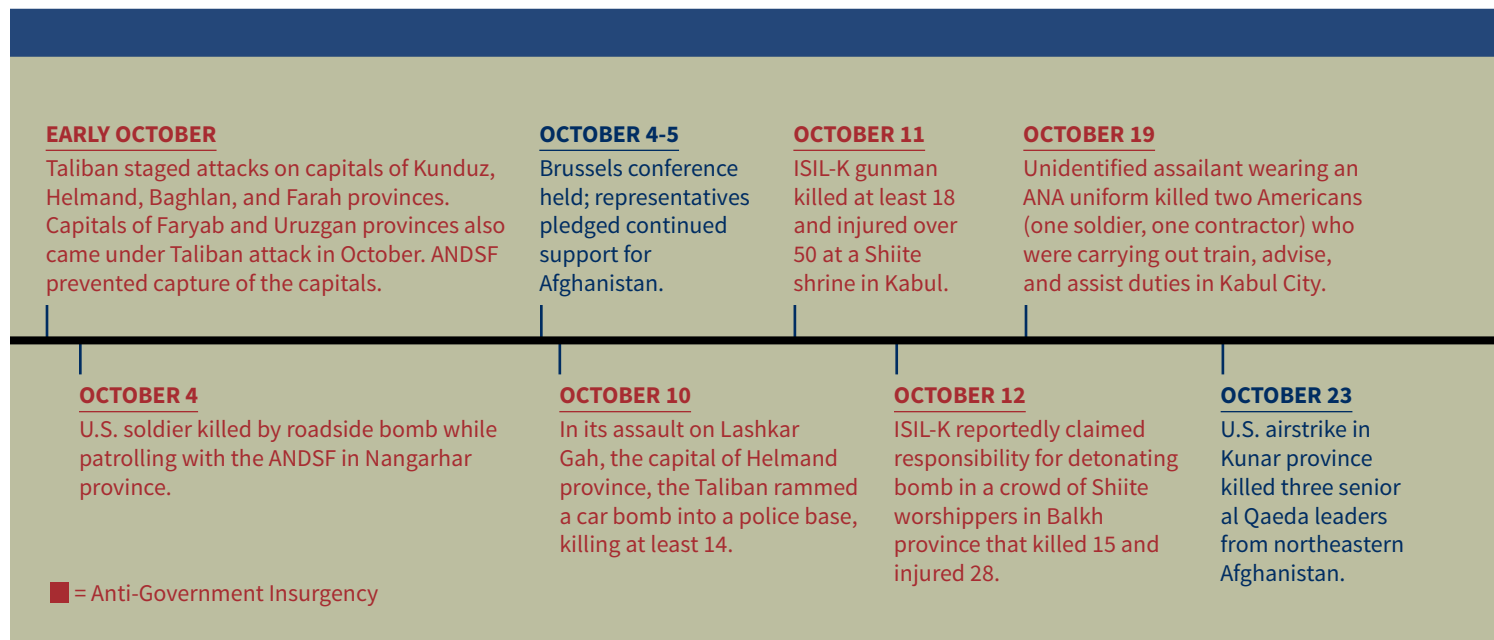 EARLY OCTOBER
Taliban staged attacks on capitals of Kunduz,
Helmand, Baghlan, and Farah provinces.
Capitals of Faryab and Uruzgan provinces also
came under Taliban attack in October. ANDSF
prevented capture of the capitals.
OCTOBER 4-5
Brussels conference
held; representatives
pledged continued
support for
Afghanistan.
OCTOBER 11
ISIL-K gunman
killed at least 18
and injured over
50 at a Shiite
shrine in Kabul.
OCTOBER 19
Unidentified assailant wearing an
ANA uniform killed two Americans
(one soldier, one contractor) who
were carrying out train, advise,
and assist duties in Kabul City.
OCTOBER 4
U.S. soldier killed by roadside bomb while
patrolling with the ANDSF in Nangarhar
province.
OCTOBER 10
In its assault on Lashkar
Gah, the capital of Helmand
province, the Taliban rammed
a car bomb into a police base,
killing at least 14.
OCTOBER 12
ISIL-K reportedly claimed
responsibility for detonating
bomb in a crowd of Shiite
worshippers in Balkh
province that killed 15 and
injured 28.
OCTOBER 23
U.S. airstrike in
Kunar province
killed three senior
al Qaeda leaders
from northeastern
Afghanistan.
= Anti-Government Insurgency